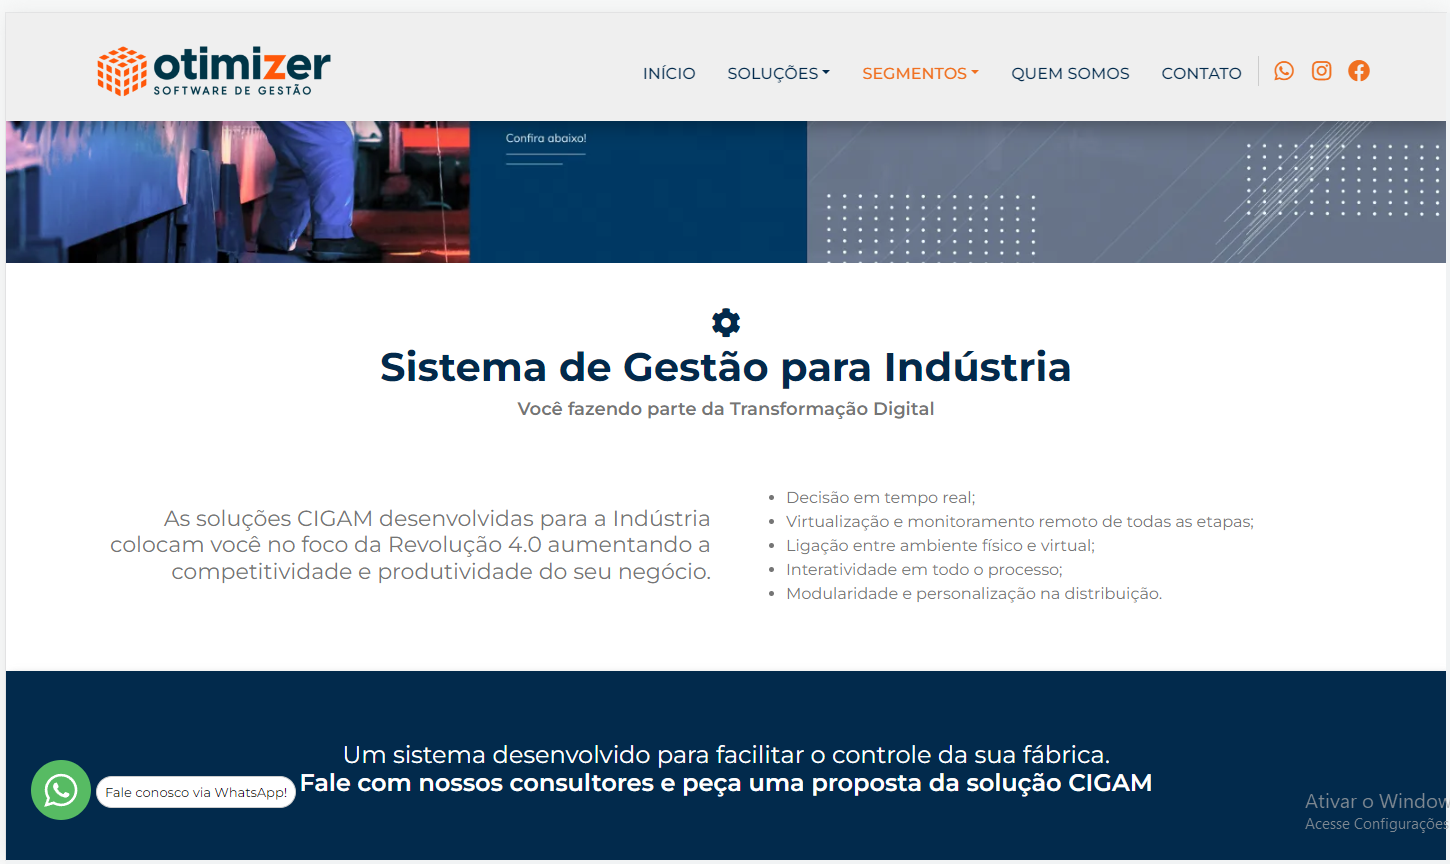 otimizer
SOFTWARE DE GESTÃO
INÍCIO
SOLUÇÕES
SEGMENTOS
QUEM SOMOS
CONTATO
Confira abaixo!
Sistema de Gestão para Indústria
Você fazendo parte da Transformação Digital
As soluções CIGAM desenvolvidas para a Indústria
colocam você no foco da Revolução 4.0 aumentando a
competitividade e produtividade do seu negócio.
Decisão em tempo real;
Virtualização e monitoramento remoto de todas as etapas;
Ligação entre ambiente físico e virtual;
Interatividade em todo o processo;
Modularidade e personalização na distribuição.
Um sistema desenvolvido para facilitar o controle da sua fábrica.
Fale com nossos consultores e peça uma proposta da solução CIGAM
Fale conosco via WhatsApp!
Ativar o Window
Acesse Configurações